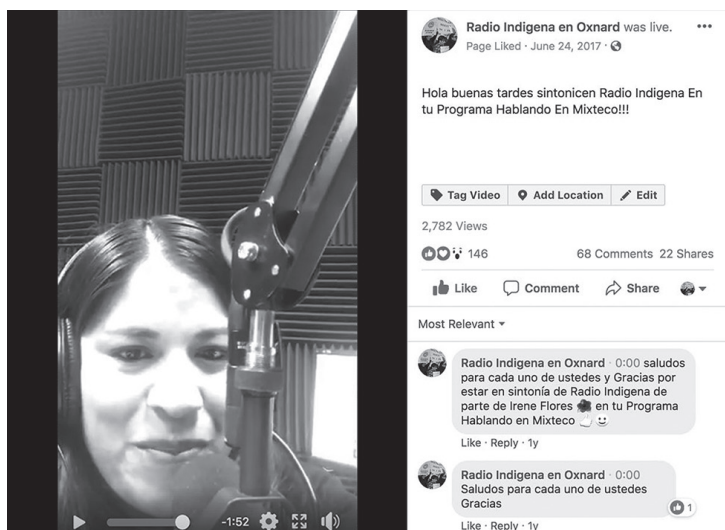 Radio Indigena en Oxnard was live.
Page Liked · June 24, 2017 ·
Hola buenas tardes sintonicen Radio Indigena En
tu Programa Hablando En Mixteco!!!
Tag Video Add Location Edit
2,782 Views
146 68 Comments 22 Shares
Like Comment Share
Most Relevant
Radio Indigena en Oxnard · 0:00 saludos
para cada uno de ustedes y Gracias por
estar en sintonía de Radio Indigena de
parte de Irene Flores en tu Programa
Hablando en Mixteco
Like · Reply · 1y
Radio Indigena en Oxnard · 0:00
Saludos para cada uno de ustedes
Gracias
1
Like · Reply · 1y
-1:52